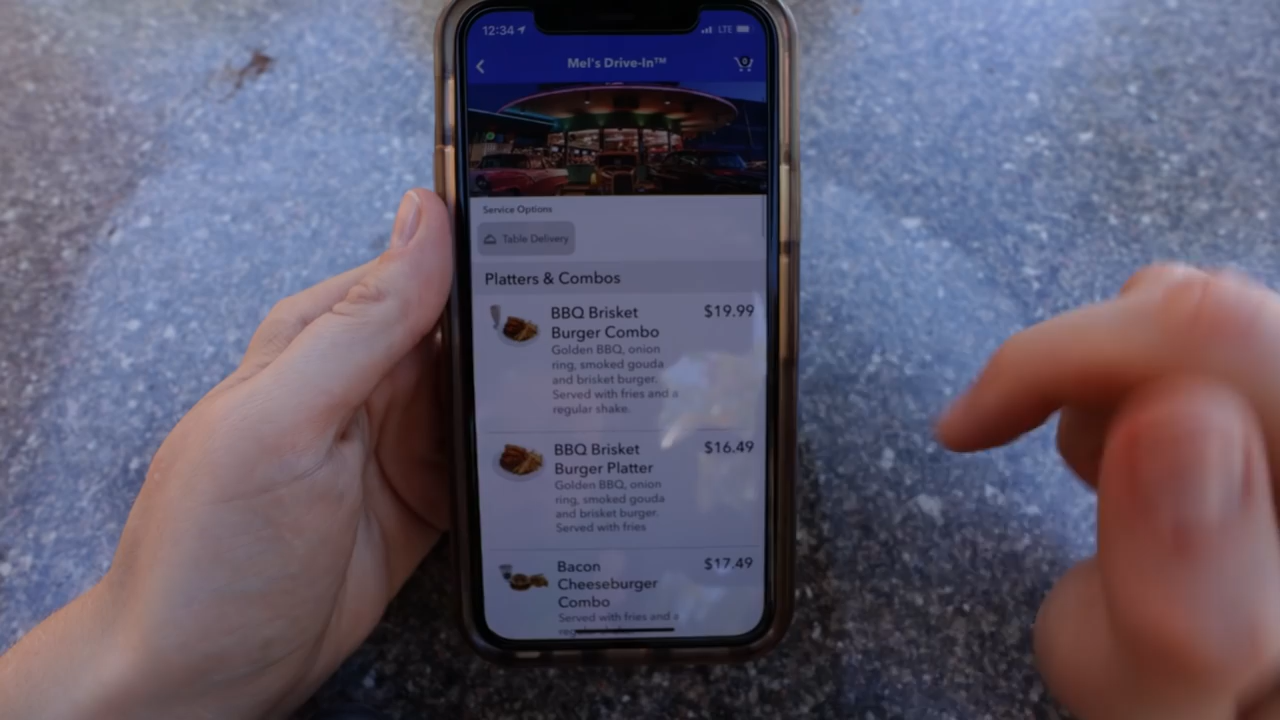 12:34
LTE
Mel's Drive-In™
0
Service Options
Table Delivery
Platters & Combos
BBQ Brisket
Burger Combo
$19.99
Golden BBQ, onion
ring, smoked gouda
and brisket burger.
Served with fries and a
regular shake.
BBQ Brisket
Burger Platter
$16.49
Golden BBQ, onion
ring, smoked gouda
and brisket burger.
Served with fries
Bacon
Cheeseburger
Combo
$17.49
Served with fries and a